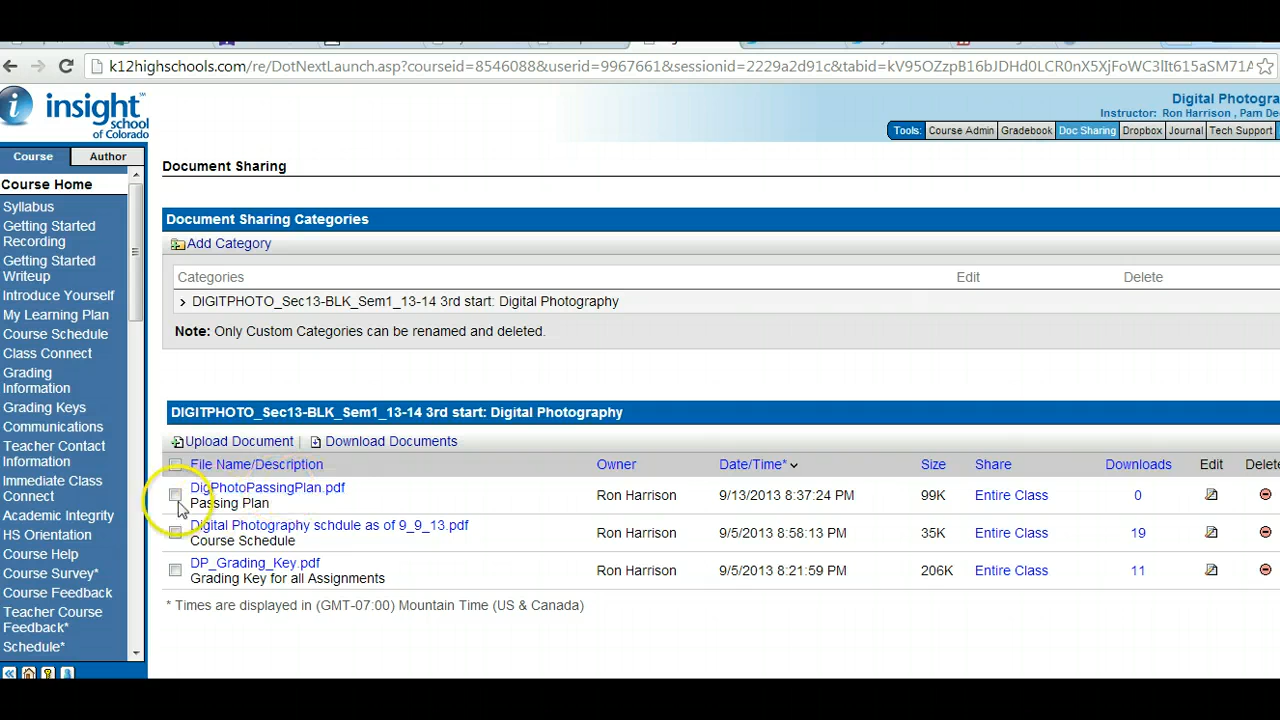 k12highschools.com/re/DotNextLaunch.asp?courseid=8546088&userid=9967661&sessionid=2229a2d91c&tabid=kV95OZzpB16bJDHd0LCR0nX5XjFoWC3lIt615aSM71A
i insight
school
of Colorado
Digital Photogra
Instructor: Ron Harrison , Pam De
Tools: Course Admin Gradebook Doc Sharing Dropbox Journal Tech Support
Course Author
Course Home
Syllabus
Getting Started
Recording
Getting Started
Writeup
Introduce Yourself
My Learning Plan
Course Schedule
Class Connect
Grading
Information
Grading Keys
Communications
Teacher Contact
Information
Immediate Class
Connect
Academic Integrity
HS Orientation
Course Help
Course Survey*
Course Feedback
Teacher Course
Feedback*
Schedule*
Document Sharing
Document Sharing Categories
Add Category
Categories Edit Delete
DIGITPHOTO_Sec13-BLK_Sem1_13-14 3rd start: Digital Photography
Note: Only Custom Categories can be renamed and deleted.
DIGITPHOTO_Sec13-BLK_Sem1_13-14 3rd start: Digital Photography
Upload Document | Download Documents
File Name/Description Owner Date/Time* Size Share Downloads Edit Delete
DigPhotoPassingPlan.pdf Ron Harrison 9/13/2013 8:37:24 PM 99K Entire Class 0
Passing Plan
Digital Photography schdule as of 9_9_13.pdf Ron Harrison 9/5/2013 8:58:13 PM 35K Entire Class 19
Course Schedule
DP_Grading_Key.pdf Ron Harrison 9/5/2013 8:21:59 PM 206K Entire Class 11
Grading Key for all Assignments
* Times are displayed in (GMT-07:00) Mountain Time (US & Canada)